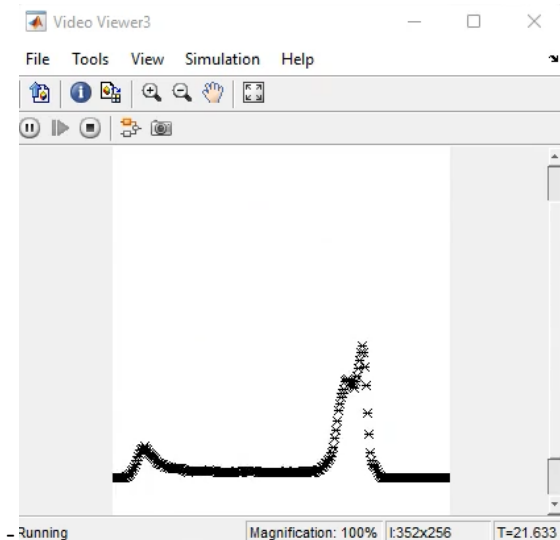 Video Viewer3
File Tools View Simulation Help
Running Magnification: 100% I:352x256 T=21.633